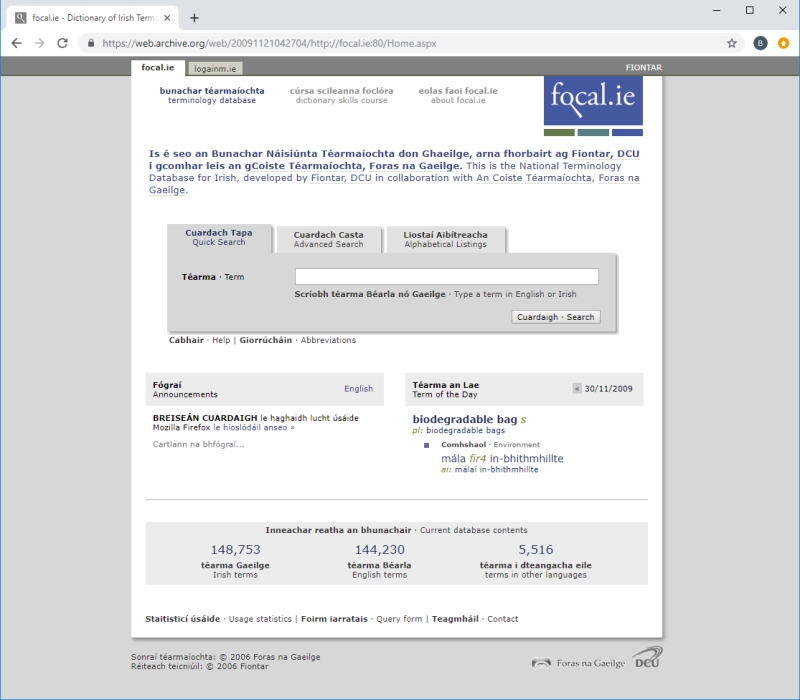 focal.ie - Dictionary of Irish Term
https://web.archive.org/web/20091121042704/http://focal.ie:80/Home.aspx
B
focal.ie
logainm.ie
FIONTAR
bunachar téarmaíochta
terminology database
cúrsa scileanna foclóra
dictionary skills course
eolas faoi focal.ie
about focal.ie
focal.ie
Is é seo an Bunachar Náisiúnta Téarmaíochta don Ghaeilge, arna fhorbairt ag Fiontar, DCU
i gcomhar leis an gCoiste Téarmaíochta, Foras na Gaeilge. This is the National Terminology
Database for Irish, developed by Fiontar, DCU in collaboration with An Coiste Téarmaíochta, Foras na
Gaeilge.
Cuardach Tapa
Quick Search
Cuardach Casta
Advanced Search
Liostaí Aibítreacha
Alphabetical Listings
Téarma · Term
Scríobh téarma Béarla nó Gaeilge · Type a term in English or Irish
Cuardaigh · Search
Cabhair · Help | Giorrúcháin · Abbreviations
Fógraí
Announcements
English
BREISEÁN CUARDAIGH le haghaidh lucht úsáide
Mozilla Firefox le híoslódáil anseo »
Cartlann na bhfógraí...
Téarma an Lae
Term of the Day
« 30/11/2009
biodegradable bag s
pl: biodegradable bags
Comhshaol · Environment
mála fir4 in-bhithmhillte
ai: málaí in-bhithmhillte
Inneachar reatha an bhunachair · Current database contents
148,753
téarma Gaeilge
Irish terms
144,230
téarma Béarla
English terms
5,516
téarma i dteangacha eile
terms in other languages
Staitisticí úsáide · Usage statistics | Foirm iarratais · Query form | Teagmháil · Contact
Sonraí téarmaíochta: © 2006 Foras na Gaeilge
Réiteach teicniúil: © 2006 Fiontar
Foras na Gaeilge
DCU